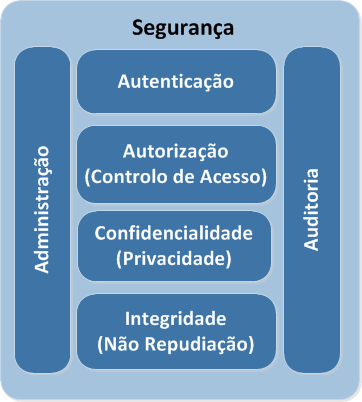 Segurança
Administração
Autenticação
Autorização
(Controlo de Acesso)
Confidencialidade
(Privacidade)
Integridade
(Não Repudiação)
Auditoria